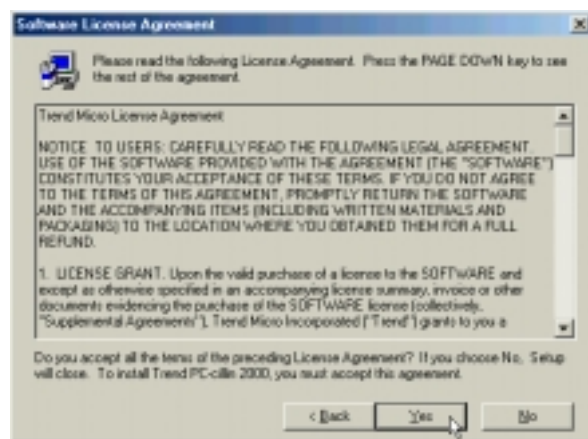 Software License Agreement
Please read the following License Agreement. Press the PAGE DOWN key to see
the rest of the agreement.
Trend Micro License Agreement
NOTICE TO USERS: CAREFULLY READ THE FOLLOWING LEGAL AGREEMENT.
USE OF THE SOFTWARE PROVIDED WITH THE AGREEMENT (THE "SOFTWARE")
CONSTITUTES YOUR ACCEPTANCE OF THESE TERMS. IF YOU DO NOT AGREE
TO THE TERMS OF THIS AGREEMENT, PROMPTLY RETURN THE SOFTWARE
AND THE ACCOMPANYING ITEMS (INCLUDING WRITTEN MATERIALS AND
PACKAGING) TO THE LOCATION WHERE YOU OBTAINED THEM FOR A FULL
REFUND.
1. LICENSE GRANT. Upon the valid purchase of a license to the SOFTWARE and
except as otherwise specified in an accompanying license summary, invoice or other
documents evidencing the purchase of the SOFTWARE license (collectively,
"Supplemental Agreements"), Trend Micro Incorporated ("Trend") grants to you a
Do you accept all the terms of the preceding License Agreement? If you choose No, Setup
will close. To install Trend PC-cillin 2000, you must accept this agreement.
< Back Yes No